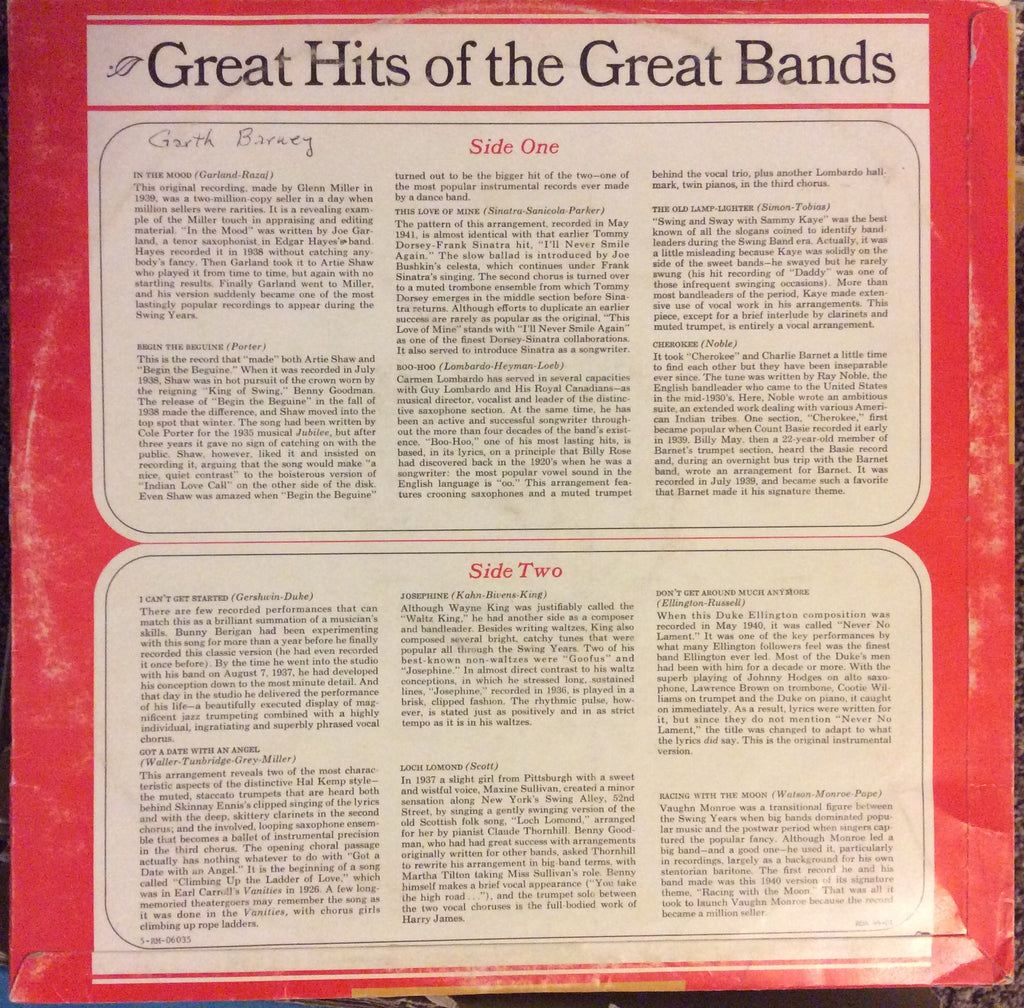 Great Hits of the Great Bands
Garth Barney
Side One
IN THE MOOD (Garland-Razaf)
This original recording, made by Glenn Miller in
1939, was a two-million-copy seller in a day when
million sellers were rarities. It is a revealing exam-
ple of the Miller touch in appraising and editing
material. "In the Mood" was written by Joe Gar-
land, a tenor saxophonist in Edgar Hayes's band.
Hayes recorded it in 1938 without catching any-
body's fancy. Then Garland took it to Artie Shaw
who played it from time to time, but again with no
startling results. Finally Garland went to Miller,
and his version suddenly became one of the most
lastingly popular recordings to appear during the
Swing Years.
BEGIN THE BEGUINE (Porter)
This is the record that "made" both Artie Shaw and
"Begin the Beguine." When it was recorded in July
1938, Shaw was in hot pursuit of the crown worn by
the reigning "King of Swing," Benny Goodman.
The release of "Begin the Beguine" in the fall of
1938 made the difference, and Shaw moved into the
top spot that winter. The song had been written by
Cole Porter for the 1935 musical Jubilee, but after
three years it gave no sign of catching on with the
public. Shaw, however, liked it and insisted on
recording it, arguing that the song would make "a
nice, quiet contrast" to the boisterous version of
"Indian Love Call" on the other side of the disk.
Even Shaw was amazed when "Begin the Beguine"
turned out to be the bigger hit of the two—one of
the most popular instrumental records ever made
by a dance band.
THIS LOVE OF MINE (Sinatra-Sanicola-Parker)
The pattern of this arrangement, recorded in May
1941, is almost identical with that earlier Tommy
Dorsey-Frank Sinatra hit, "I'll Never Smile
Again." The slow ballad is introduced by Joe
Bushkin's celesta, which continues under Frank
Sinatra's singing. The second chorus is turned over
to a muted trombone ensemble from which Tommy
Dorsey emerges in the middle section before Sina-
tra returns. Although efforts to duplicate an earlier
success are rarely as popular as the original, "This
Love of Mine" stands with "I'll Never Smile Again"
as one of the finest Dorsey-Sinatra collaborations.
It also served to introduce Sinatra as a songwriter.
BOO-HOO (Lombardo-Heyman-Loeb)
Carmen Lombardo has served in several capacities
with Guy Lombardo and His Royal Canadians—as
musical director, vocalist and leader of the distinc-
tive saxophone section. At the same time, he has
been an active and successful songwriter through-
out the more than four decades of the band's exist-
ence. "Boo-Hoo," one of his most lasting hits, is
based, in its lyrics, on a principle that Billy Rose
had discovered back in the 1920's when he was a
songwriter: the most popular vowel sound in the
English language is "oo." This arrangement fea-
tures crooning saxophones and a muted trumpet
behind the vocal trio, plus another Lombardo hall-
mark, twin pianos, in the third chorus.
THE OLD LAMP-LIGHTER (Simon-Tobias)
"Swing and Sway with Sammy Kaye" was the best
known of all the slogans coined to identify band-
leaders during the Swing Band era. Actually, it was
a little misleading because Kaye was solidly on the
side of the sweet bands—he swayed but he rarely
swung (his hit recording of "Daddy" was one of
those infrequent swinging occasions). More than
most bandleaders of the period, Kaye made exten-
sive use of vocal work in his arrangements. This
piece, except for a brief interlude by clarinets and
muted trumpet, is entirely a vocal arrangement.
CHEROKEE (Noble)
It took "Cherokee" and Charlie Barnet a little time
to find each other but they have been inseparable
ever since. The tune was written by Ray Noble, the
English bandleader who came to the United States
in the mid-1930's. Here, Noble wrote an ambitious
suite, an extended work dealing with various Ameri-
can Indian tribes. One section, "Cherokee," first
became popular when Count Basie recorded it early
in 1939. Billy May, then a 22-year-old member of
Barnet's trumpet section, heard the Basie record
and, during an overnight bus trip with the Barnet
band, wrote an arrangement for Barnet. It was
recorded in July 1939, and became such a favorite
that Barnet made it his signature theme.
Side Two
I CAN'T GET STARTED (Gershwin-Duke)
There are few recorded performances that can
match this as a brilliant summation of a musician's
skills. Bunny Berigan had been experimenting
with this song for more than a year before he finally
recorded this classic version (he had even recorded
it once before). By the time he went into the studio
with his band on August 7, 1937, he had developed
his conception down to the most minute detail. And
that day in the studio he delivered the performance
of his life—a beautifully executed display of mag-
nificent jazz trumpeting combined with a highly
individual, ingratiating and superbly phrased vocal
chorus.
GOT A DATE WITH AN ANGEL
(Waller-Tunbridge-Grey-Miller)
This arrangement reveals two of the most charac-
teristic aspects of the distinctive Hal Kemp style—
the muted, staccato trumpets that are heard both
behind Skinnay Ennis's clipped singing of the lyrics
and with the deep, skittery clarinets in the second
chorus; and the involved, looping saxophone ensem-
ble that becomes a ballet of instrumental precision
in the third chorus. The opening choral passage
actually has nothing whatever to do with "Got a
Date with an Angel." It is the beginning of a song
called "Climbing Up the Ladder of Love," which
was in Earl Carroll's Vanities in 1926. A few long-
memoried theatergoers may remember the song as
it was done in the Vanities, with chorus girls
climbing up rope ladders.
5-RM-06035
JOSEPHINE (Kahn-Bivens-King)
Although Wayne King was justifiably called the
"Waltz King," he had another side as a composer
and bandleader. Besides writing waltzes, King also
composed several bright, catchy tunes that were
popular all through the Swing Years. Two of his
best-known non-waltzes were "Goofus" and
"Josephine." In almost direct contrast to his waltz
conceptions, in which he stressed long, sustained
lines, "Josephine," recorded in 1936, is played in a
brisk, clipped fashion. The rhythmic pulse, how-
ever, is stated just as positively and in as strict
tempo as it is in his waltzes.
LOCH LOMOND (Scott)
In 1937 a slight girl from Pittsburgh with a sweet
and wistful voice, Maxine Sullivan, created a minor
sensation along New York's Swing Alley, 52nd
Street, by singing a gently swinging version of the
old Scottish folk song, "Loch Lomond," arranged
for her by pianist Claude Thornhill. Benny Good-
man, who had had great success with arrangements
originally written for other bands, asked Thornhill
to rewrite his arrangement in big-band terms, with
Martha Tilton taking Miss Sullivan's role. Benny
himself makes a brief vocal appearance ("You take
the high road . . ."), and the trumpet solo between
the two vocal choruses is the full-bodied work of
Harry James.
DON'T GET AROUND MUCH ANYMORE
(Ellington-Russell)
When this Duke Ellington composition was
recorded in May 1940, it was called "Never No
Lament." It was one of the key performances by
what many Ellington followers feel was the finest
band Ellington ever led. Most of the Duke's men
had been with him for a decade or more. With the
superb playing of Johnny Hodges on alto saxo-
phone, Lawrence Brown on trombone, Cootie Wil-
liams on trumpet and the Duke on piano, it caught
on immediately. As a result, lyrics were written for
it, but since they do not mention "Never No
Lament," the title was changed to adapt to what
the lyrics did say. This is the original instrumental
version.
RACING WITH THE MOON (Watson-Monroe-Pope)
Vaughn Monroe was a transitional figure between
the Swing Years when big bands dominated popu-
lar music and the postwar period when singers cap-
tured the popular fancy. Although Monroe led a
big band—and a good one—he used it, particularly
in recordings, largely as a background for his own
stentorian baritone. The first record he and his
band made was this 1940 version of its signature
theme, "Racing with the Moon." That was all it
took to launch Vaughn Monroe because the record
became a million seller.